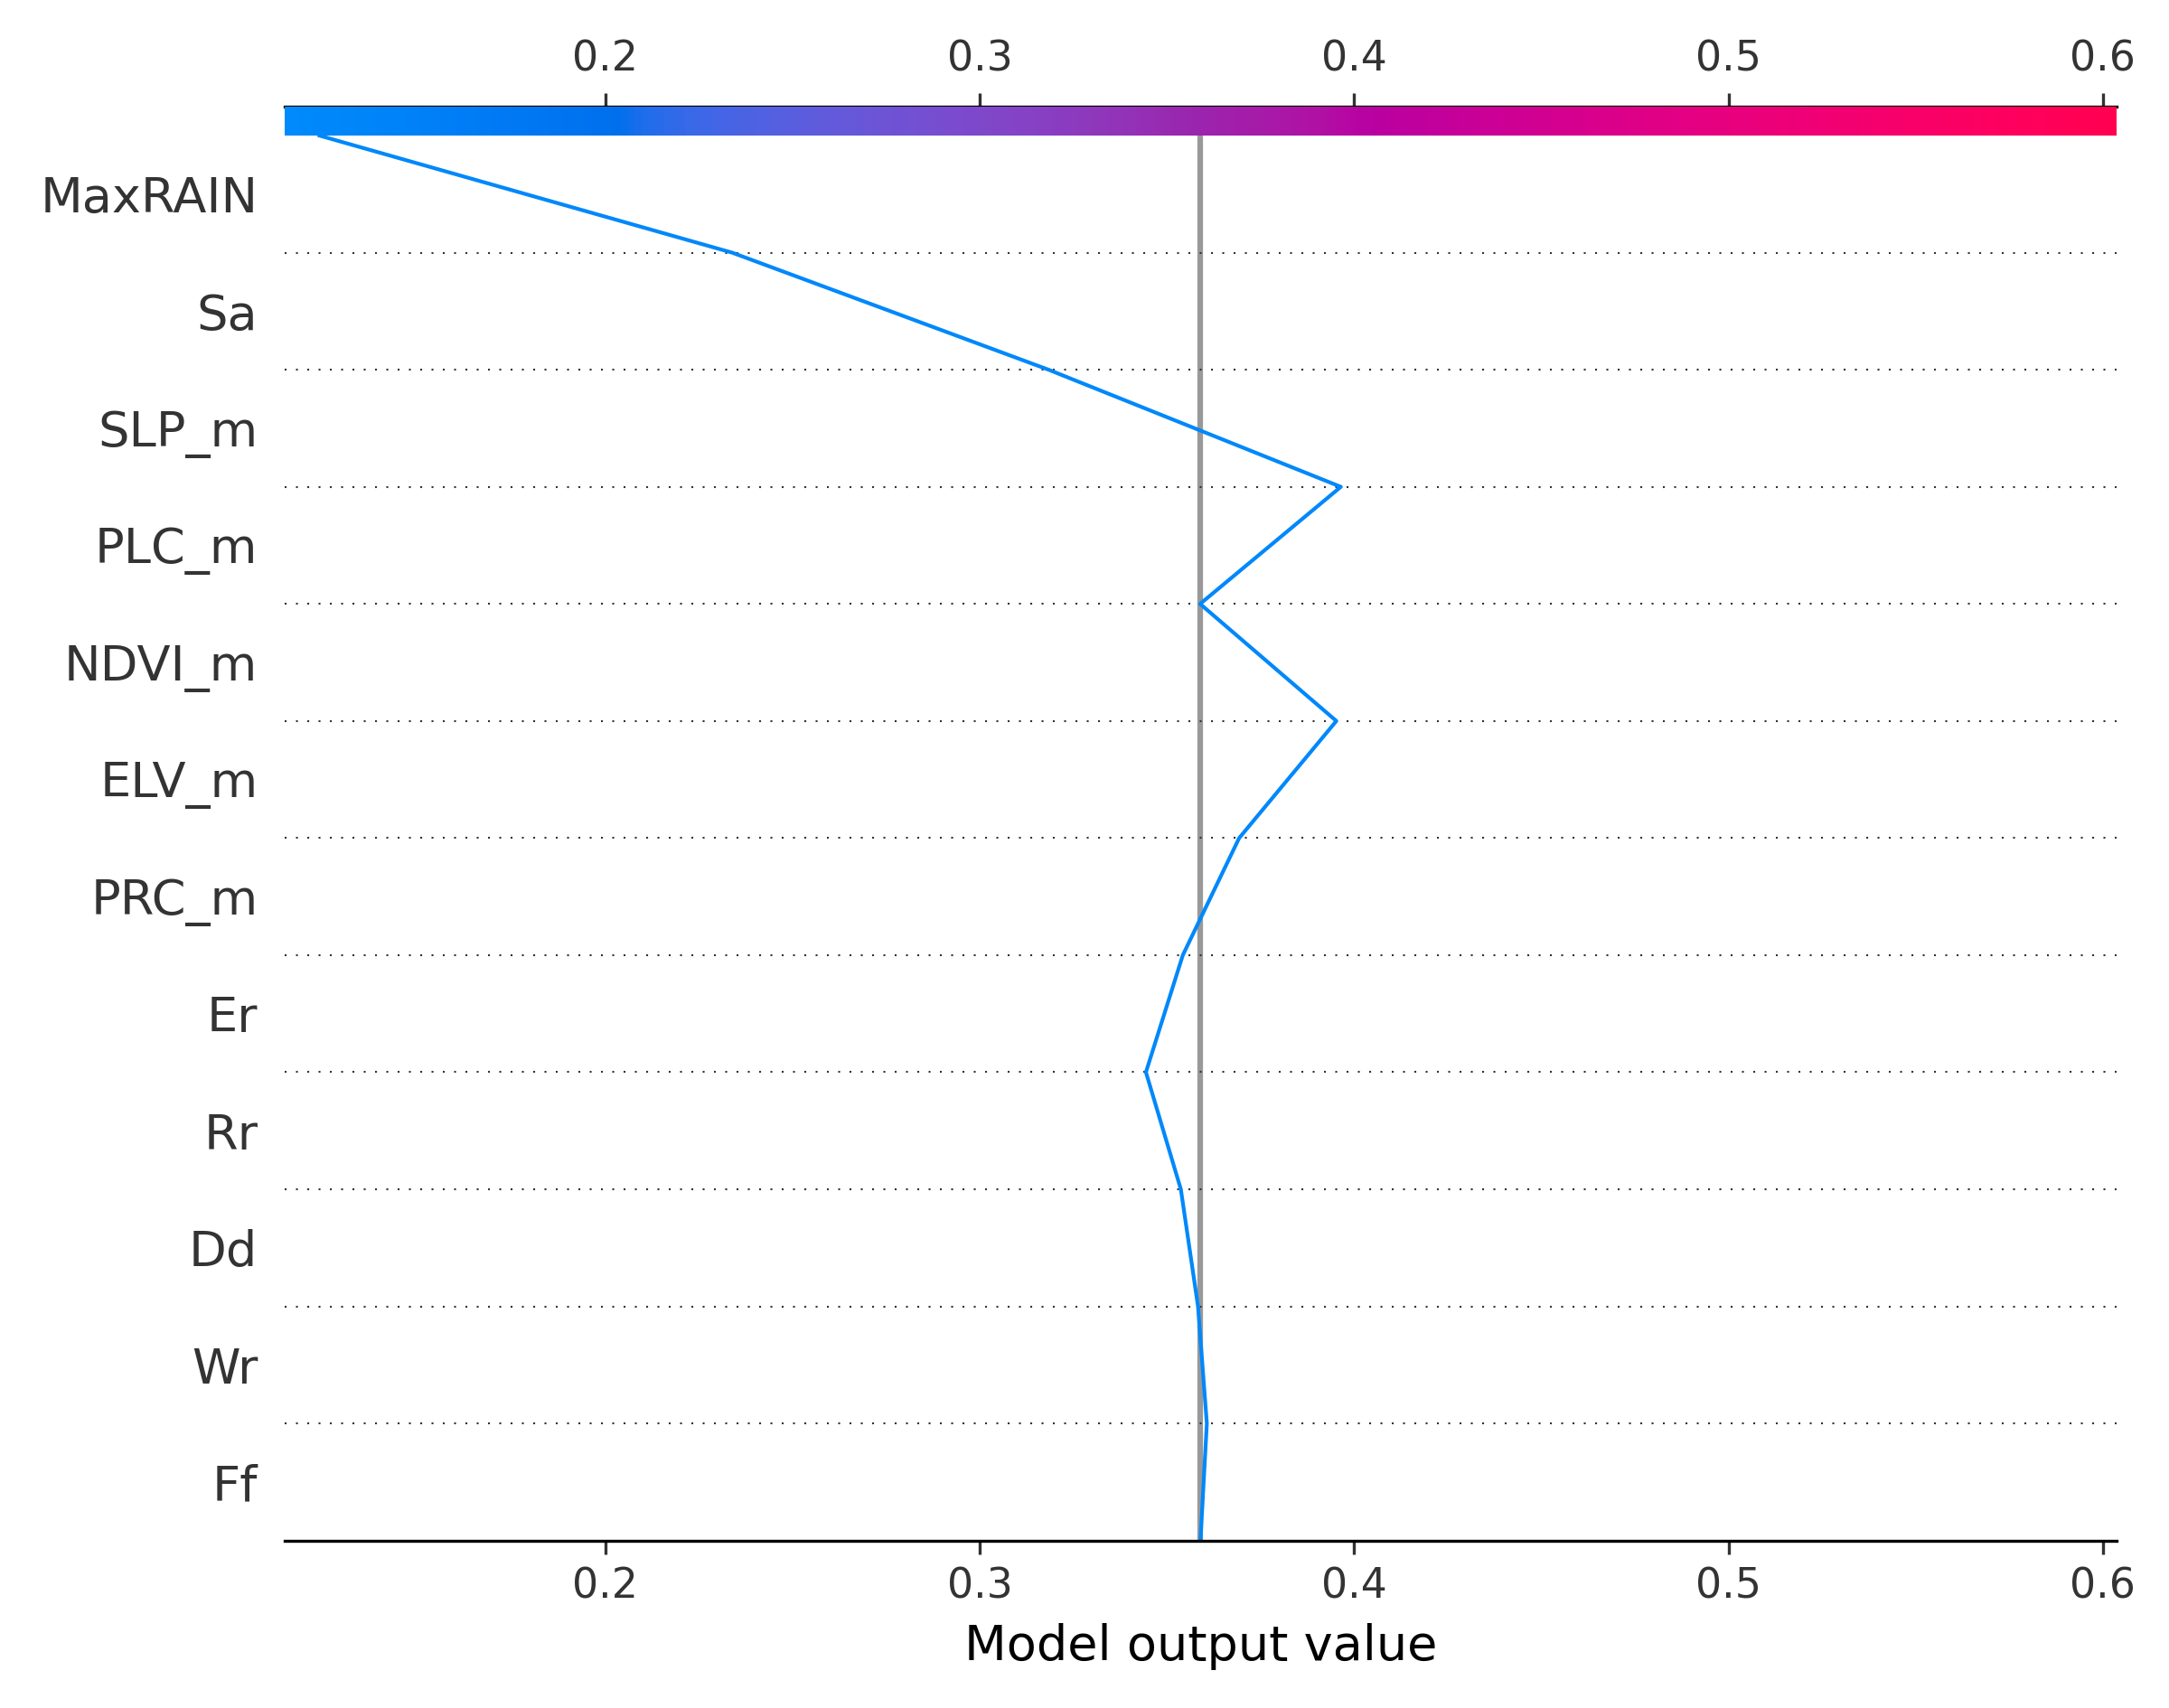 0.2 0.3 0.4 0.5 0.6
MaxRAIN
Sa
SLP_m
PLC_m
NDVI_m
ELV_m
PRC_m
Er
Rr
Dd
Wr
Ff
0.2 0.3 0.4 0.5 0.6
Model output value